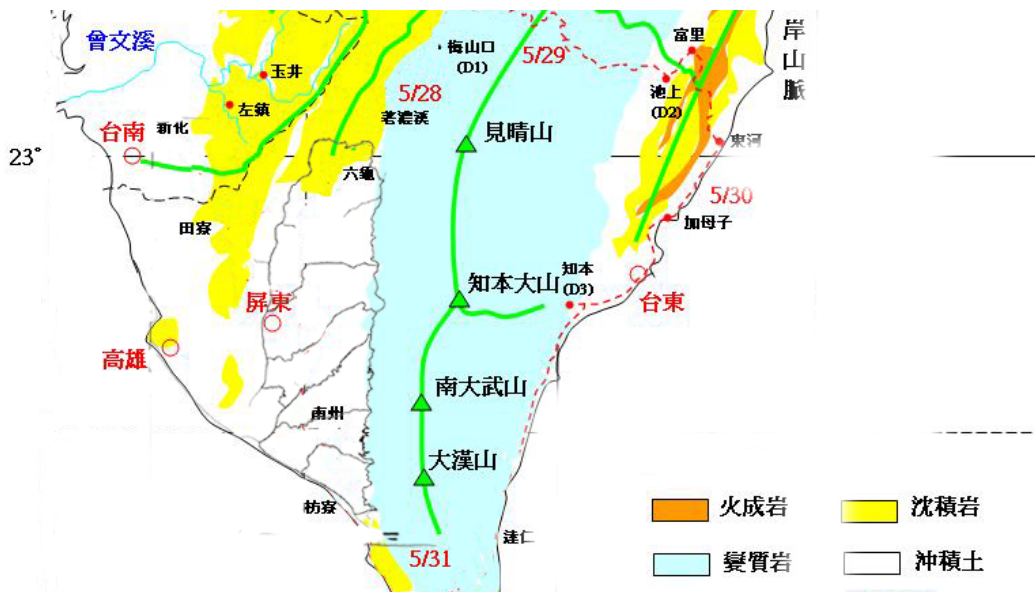 曾文溪
玉井
左鎮
新化
台南
23°
田寮
屏東
高雄
5/28
荖濃溪
六龜
南州
枋寮
梅山口
(D1)
5/29
見晴山
知本大山
南大武山
大漢山
5/31
富里
池上
(D2)
岸
山
脈
東河
5/30
加母子
知本
(D3)
台東
達仁
火成岩
沈積岩
變質岩
沖積土